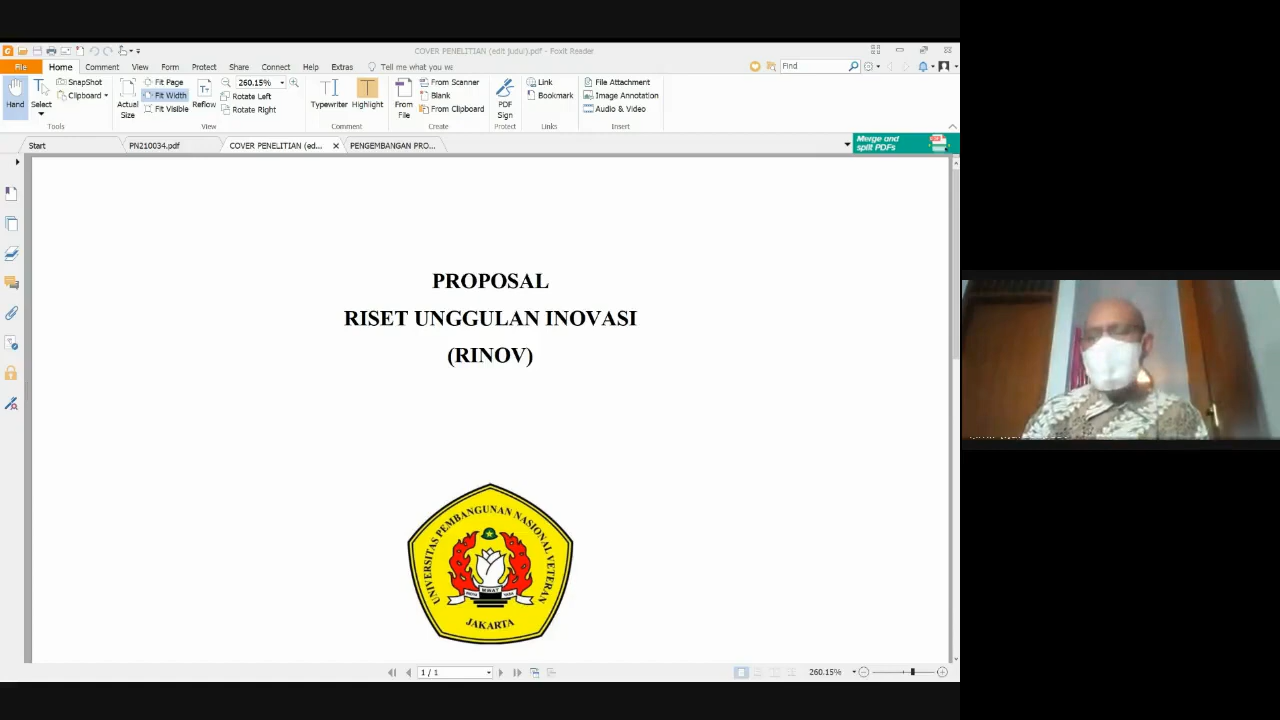 COVER PENELITIAN (edit judul).pdf - Foxit Reader
File Home Comment View Form Protect Share Connect Help Extras Tell me what you wa
Find
Hand
Select
SnapShot
Clipboard
Tools
Actual Size
Fit Page
Fit Width
Fit Visible
Reflow
260.15%
Rotate Left
Rotate Right
View
Typewriter
Highlight
Comment
From File
From Scanner
Blank
From Clipboard
Create
PDF Sign
Protect
Link
Bookmark
Links
File Attachment
Image Annotation
Audio & Video
Insert
Start
PN210034.pdf
COVER PENELITIAN (ed...
PENGEMBANGAN PRO...
Merge and
split PDFs
PROPOSAL
RISET UNGGULAN INOVASI
(RINOV)
UNIVERSITAS PEMBANGUNAN NASIONAL VETERAN
JAKARTA
1 / 1
260.15%